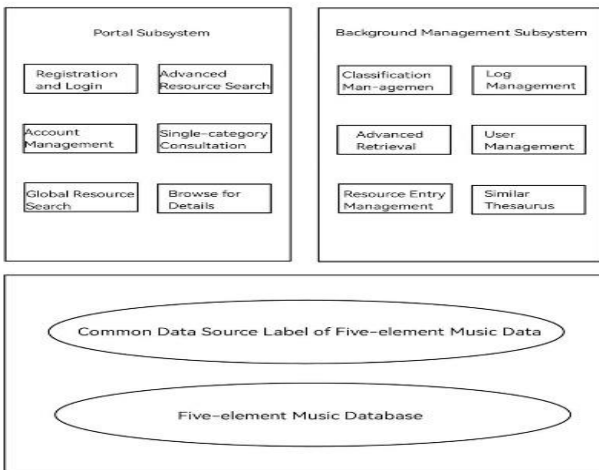 Portal Subsystem
Registration
and Login
Advanced
Resource Search
Account
Management
Single-category
Consultation
Global Resource
Search
Browse for
Details
Background Management Subsystem
Classification
Man-agemen
Log
Management
Advanced
Retrieval
User
Management
Resource Entry
Management
Similar
Thesaurus
Common Data Source Label of Five-element Music Data
Five-element Music Database